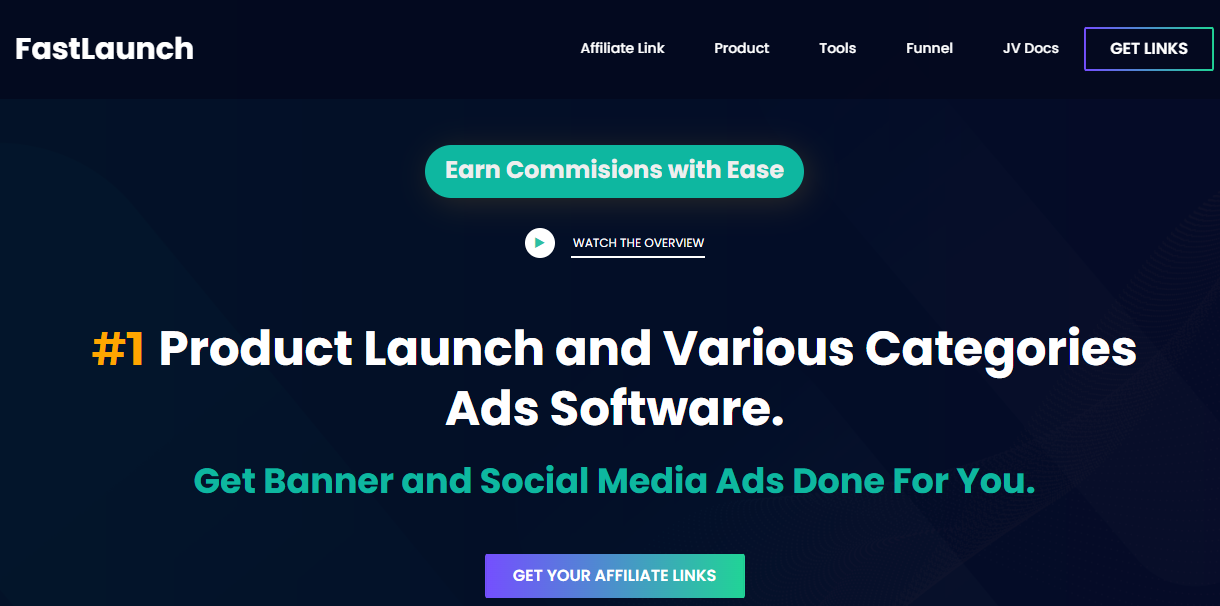 FastLaunch
Affiliate Link
Product
Tools
Funnel
JV Docs
GET LINKS
Earn Commisions with Ease
WATCH THE OVERVIEW
#1 Product Launch and Various Categories
Ads Software.
Get Banner and Social Media Ads Done For You.
GET YOUR AFFILIATE LINKS